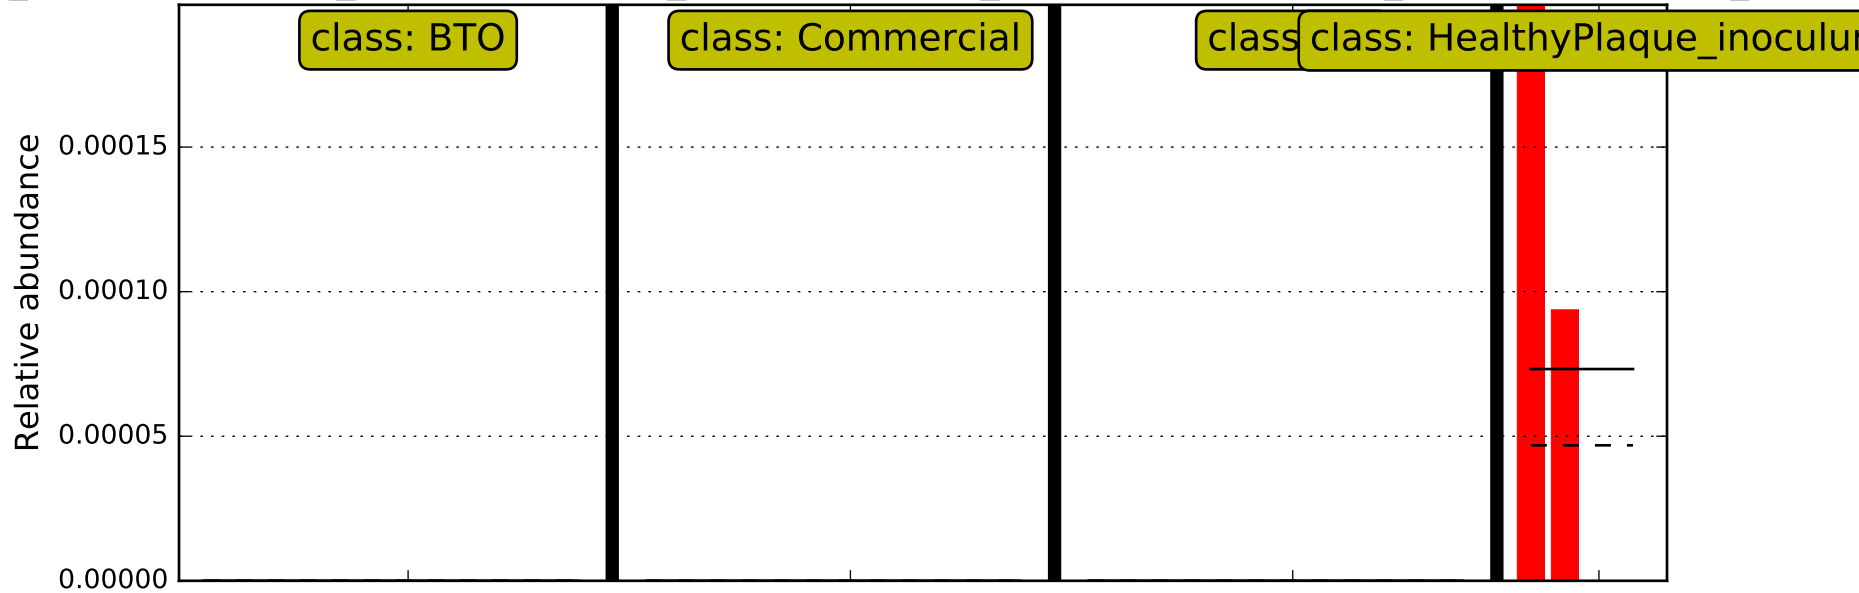 class: BTO
class: Commercial
class
class: HealthyPlaque_inoculu
Relative abundance
0.00015
0.00010
0.00005
0.00000